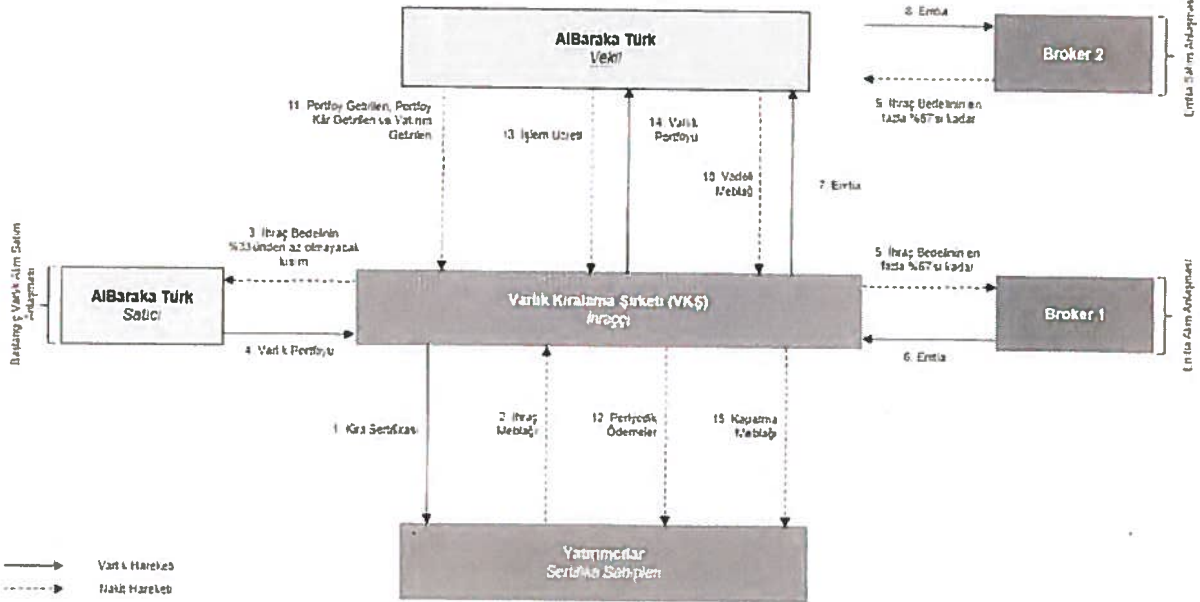 AlBaraka Türk
Vekil
8. Emtia
Broker 2
Emtia Satım Anlaşması
9. İhraç Bedelinin en
fazla %67'si kadar
11. Portföy Getirileri, Portföy
Kâr Getirileri ve Yatırım
Getirileri
13. İşlem Ücreti
14. Varlık
Portföyü
10. Vadeli
Meblağ
7. Emtia
3. İhraç Bedelinin
%33'ünden az olmayacak
kısım
5. İhraç Bedelinin en
fazla %67'si kadar
Başlangıç Varlık Alım Satım
Anlaşması
AlBaraka Türk
Satıcı
Varlık Kiralama Şirketi (VKŞ)
İhraççı
Broker 1
Emtia Alım Anlaşması
4. Varlık Portföyü
6. Emtia
1. Kira Sertifikası
2. İhraç
Meblağı
12. Periyodik
Ödemeler
15. Kapatma
Meblağı
Yatırımcılar
Sertifika Sahipleri
Varlık Hareketi
Nakit Hareketi